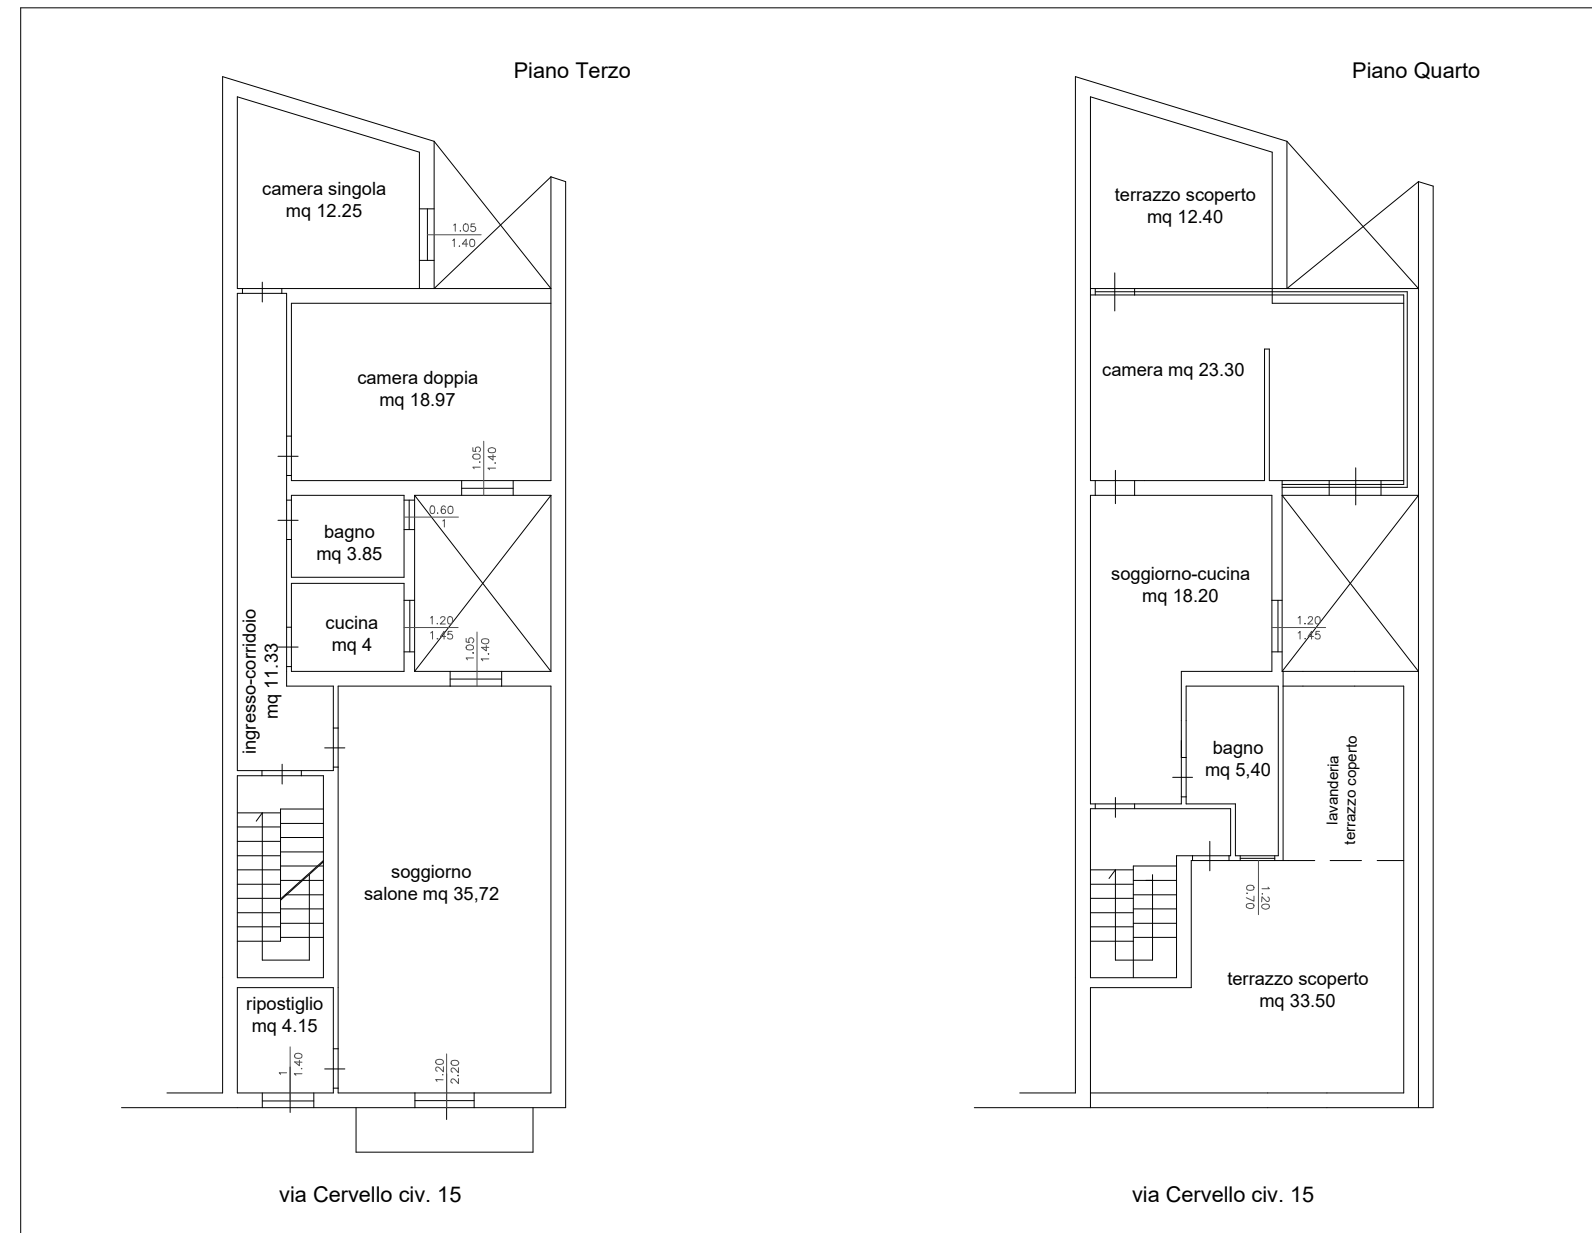 Piano Terzo
camera singola
mq 12.25
1.05
1.40
camera doppia
mq 18.97
1.05
1.40
bagno
mq 3.85
0.60
1
cucina
mq 4
1.20
1.45
1.05
1.40
ingresso-corridoio
mq 11.33
soggiorno
salone mq 35,72
ripostiglio
mq 4.15
1
1.40
1.20
2.20
via Cervello civ. 15
Piano Quarto
terrazzo scoperto
mq 12.40
camera mq 23.30
soggiorno-cucina
mq 18.20
1.20
1.45
bagno
mq 5,40
lavanderia
terrazzo coperto
1.20
0.70
terrazzo scoperto
mq 33.50
via Cervello civ. 15